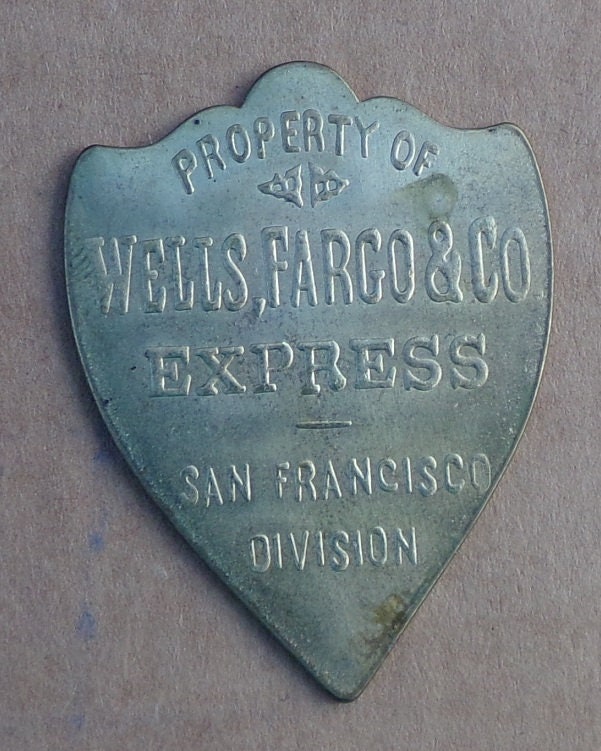 PROPERTY OF
WELLS, FARGO & CO.
EXPRESS
SAN FRANCISCO
DIVISION